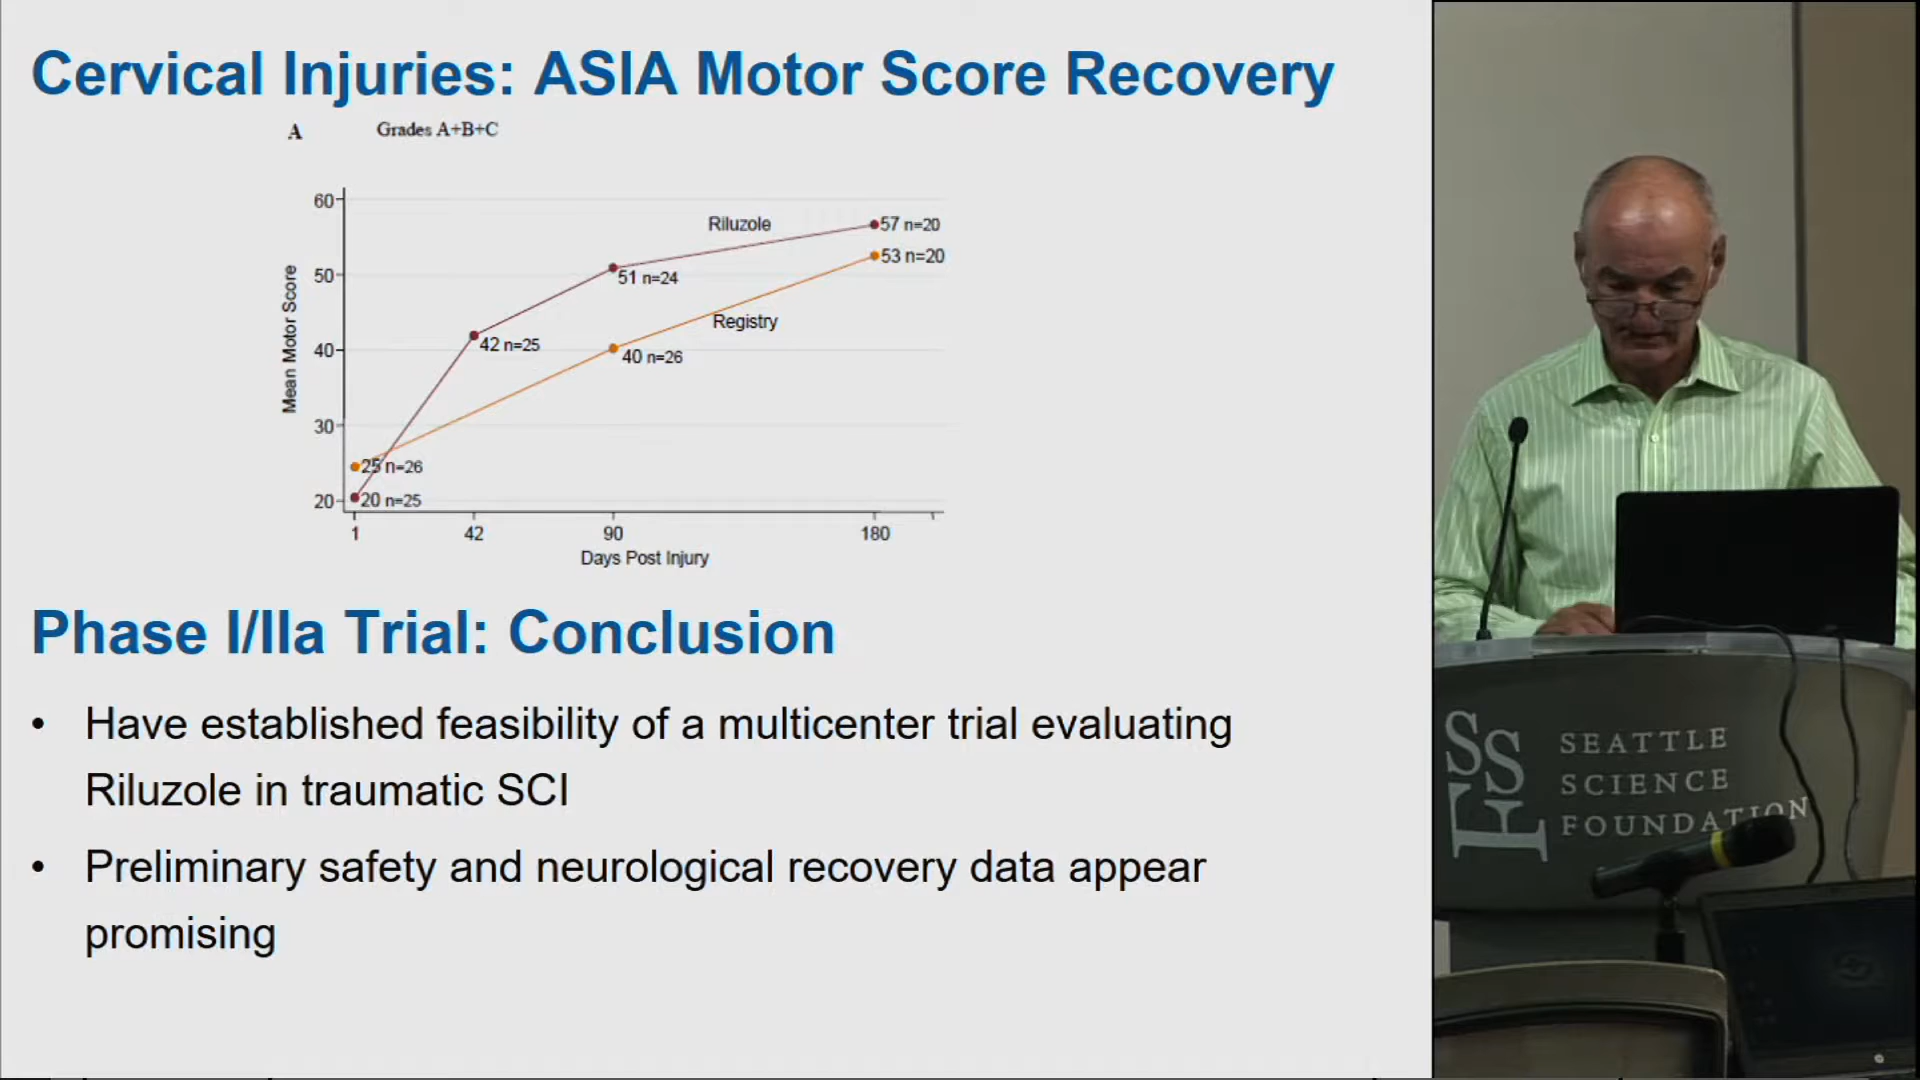 Cervical Injuries: ASIA Motor Score Recovery
A Grades A+B+C
60
50
40
30
20
Mean Motor Score
Riluzole
57 n=20
53 n=20
51 n=24
Registry
42 n=25
40 n=26
25 n=26
20 n=25
1 42 90 180
Days Post Injury
Phase I/IIa Trial: Conclusion
• Have established feasibility of a multicenter trial evaluating
Riluzole in traumatic SCI
• Preliminary safety and neurological recovery data appear
promising
SSF
SEATTLE
SCIENCE
FOUNDATION